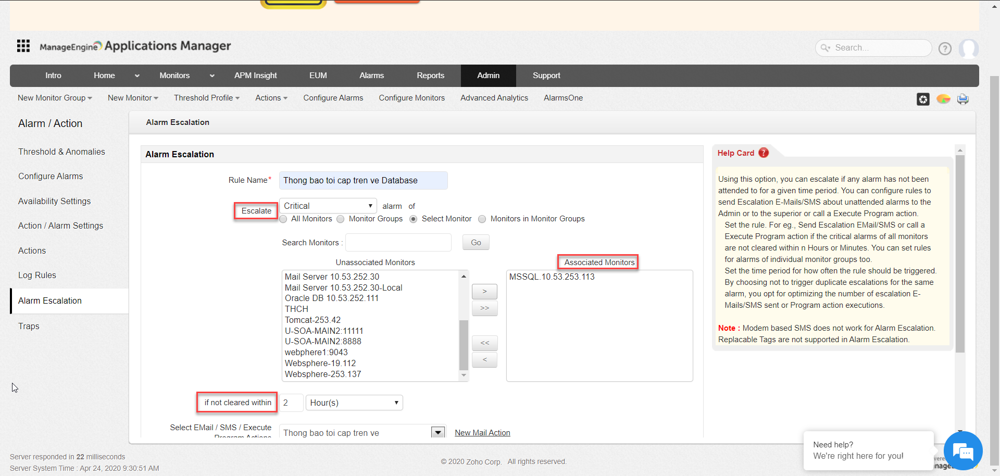 ManageEngine Applications Manager
Search...
?
Intro Home Monitors APM Insight EUM Alarms Reports Admin Support
New Monitor Group New Monitor Threshold Profile Actions Configure Alarms Configure Monitors Advanced Analytics AlarmsOne
Alarm / Action
Threshold & Anomalies
Configure Alarms
Availability Settings
Action / Alarm Settings
Actions
Log Rules
Alarm Escalation
Traps
Alarm Escalation
Alarm Escalation
Rule Name* Thong bao toi cap tren ve Database
Escalate Critical alarm of
All Monitors Monitor Groups Select Monitor Monitors in Monitor Groups
Search Monitors : Go
Unassociated Monitors
Mail Server 10.53.252.30
Mail Server 10.53.252.30-Local
Oracle DB 10.53.252.111
THCH
Tomcat-253.42
U-SOA-MAIN2:11111
U-SOA-MAIN2:8888
webphere1:9043
Websphere-19.112
Websphere-253.137
>
>>
<<
<
Associated Monitors
MSSQL.10.53.253.113
if not cleared within 2 Hour(s)
Select EMail / SMS / Execute
Program Actions
Thong bao toi cap tren ve New Mail Action
Help Card ?
Using this option, you can escalate if any alarm has not been
attended to for a given time period. You can configure rules to
send Escalation E-Mails/SMS about unattended alarms to the
Admin or to the superior or call a Execute Program action.
Set the rule. For eg., Send Escalation EMail/SMS or call a
Execute Program action if the critical alarms of all monitors
are not cleared within n Hours or Minutes. You can set rules
for alarms of individual monitor groups too.
Set the time period for how often the rule should be triggered.
By choosing not to trigger duplicate escalations for the same
alarm, you opt for optimizing the number of escalation E-
Mails/SMS sent or Program action executions.
Note : Modem based SMS does not work for Alarm Escalation.
Replacable Tags are not supported in Alarm Escalation.
Need help?
We're right here for you!
Server responded in 22 milliseconds
Server System Time : Apr 24, 2020 9:30:51 AM
© 2020 Zoho Corp. All rights reserved.